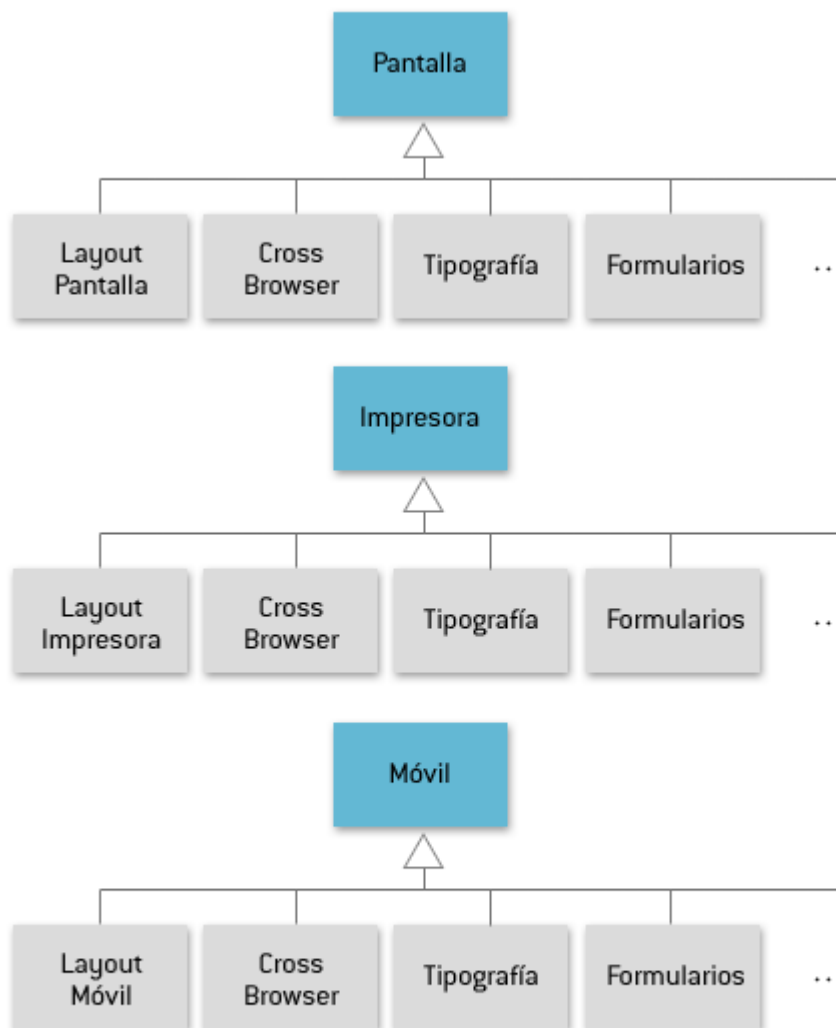 Pantalla
Layout
Pantalla
Cross
Browser
Tipografía
Formularios
..
Impresora
Layout
Impresora
Cross
Browser
Tipografía
Formularios
..
Móvil
Layout
Móvil
Cross
Browser
Tipografía
Formularios
..